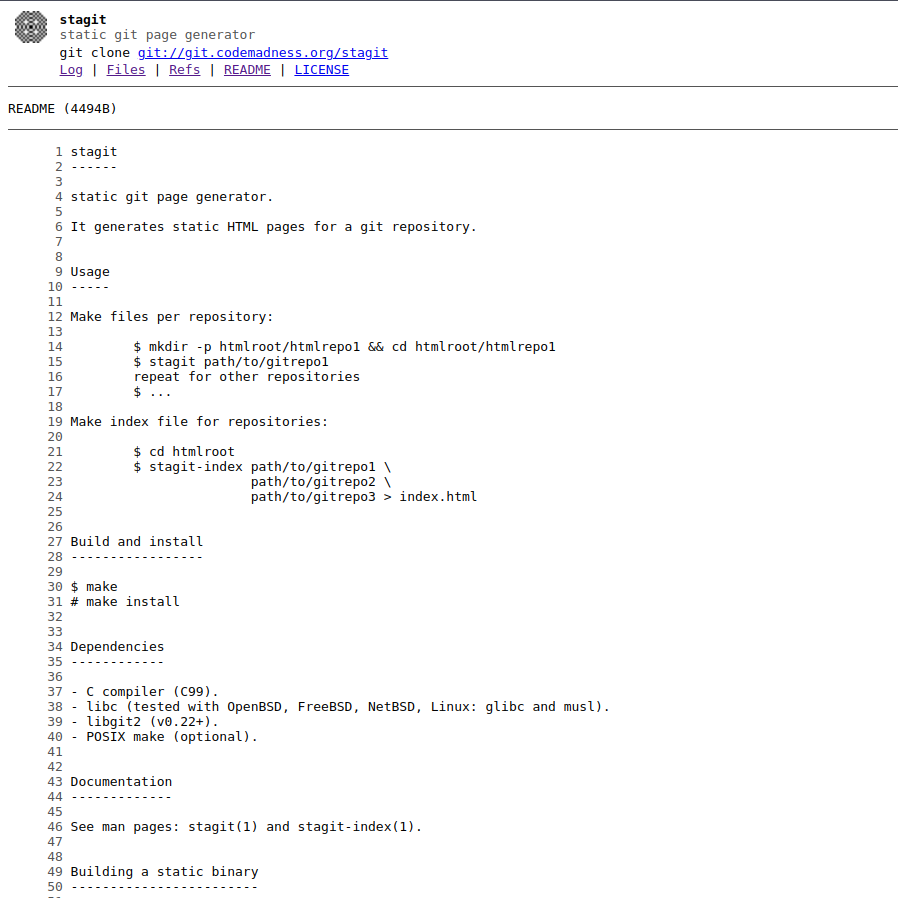 stagit
static git page generator
git clone git://git.codemadness.org/stagit
Log | Files | Refs | README | LICENSE
README (4494B)
1 stagit
2 ------
3
4 static git page generator.
5
6 It generates static HTML pages for a git repository.
7
8
9 Usage
10 -----
11
12 Make files per repository:
13
14         $ mkdir -p htmlroot/htmlrepo1 && cd htmlroot/htmlrepo1
15         $ stagit path/to/gitrepo1
16         repeat for other repositories
17         $ ...
18
19 Make index file for repositories:
20
21         $ cd htmlroot
22         $ stagit-index path/to/gitrepo1 \
23                        path/to/gitrepo2 \
24                        path/to/gitrepo3 > index.html
25
26
27 Build and install
28 -----------------
29
30 $ make
31 # make install
32
33
34 Dependencies
35 ------------
36
37 - C compiler (C99).
38 - libc (tested with OpenBSD, FreeBSD, NetBSD, Linux: glibc and musl).
39 - libgit2 (v0.22+).
40 - POSIX make (optional).
41
42
43 Documentation
44 -------------
45
46 See man pages: stagit(1) and stagit-index(1).
47
48
49 Building a static binary
50 ------------------------